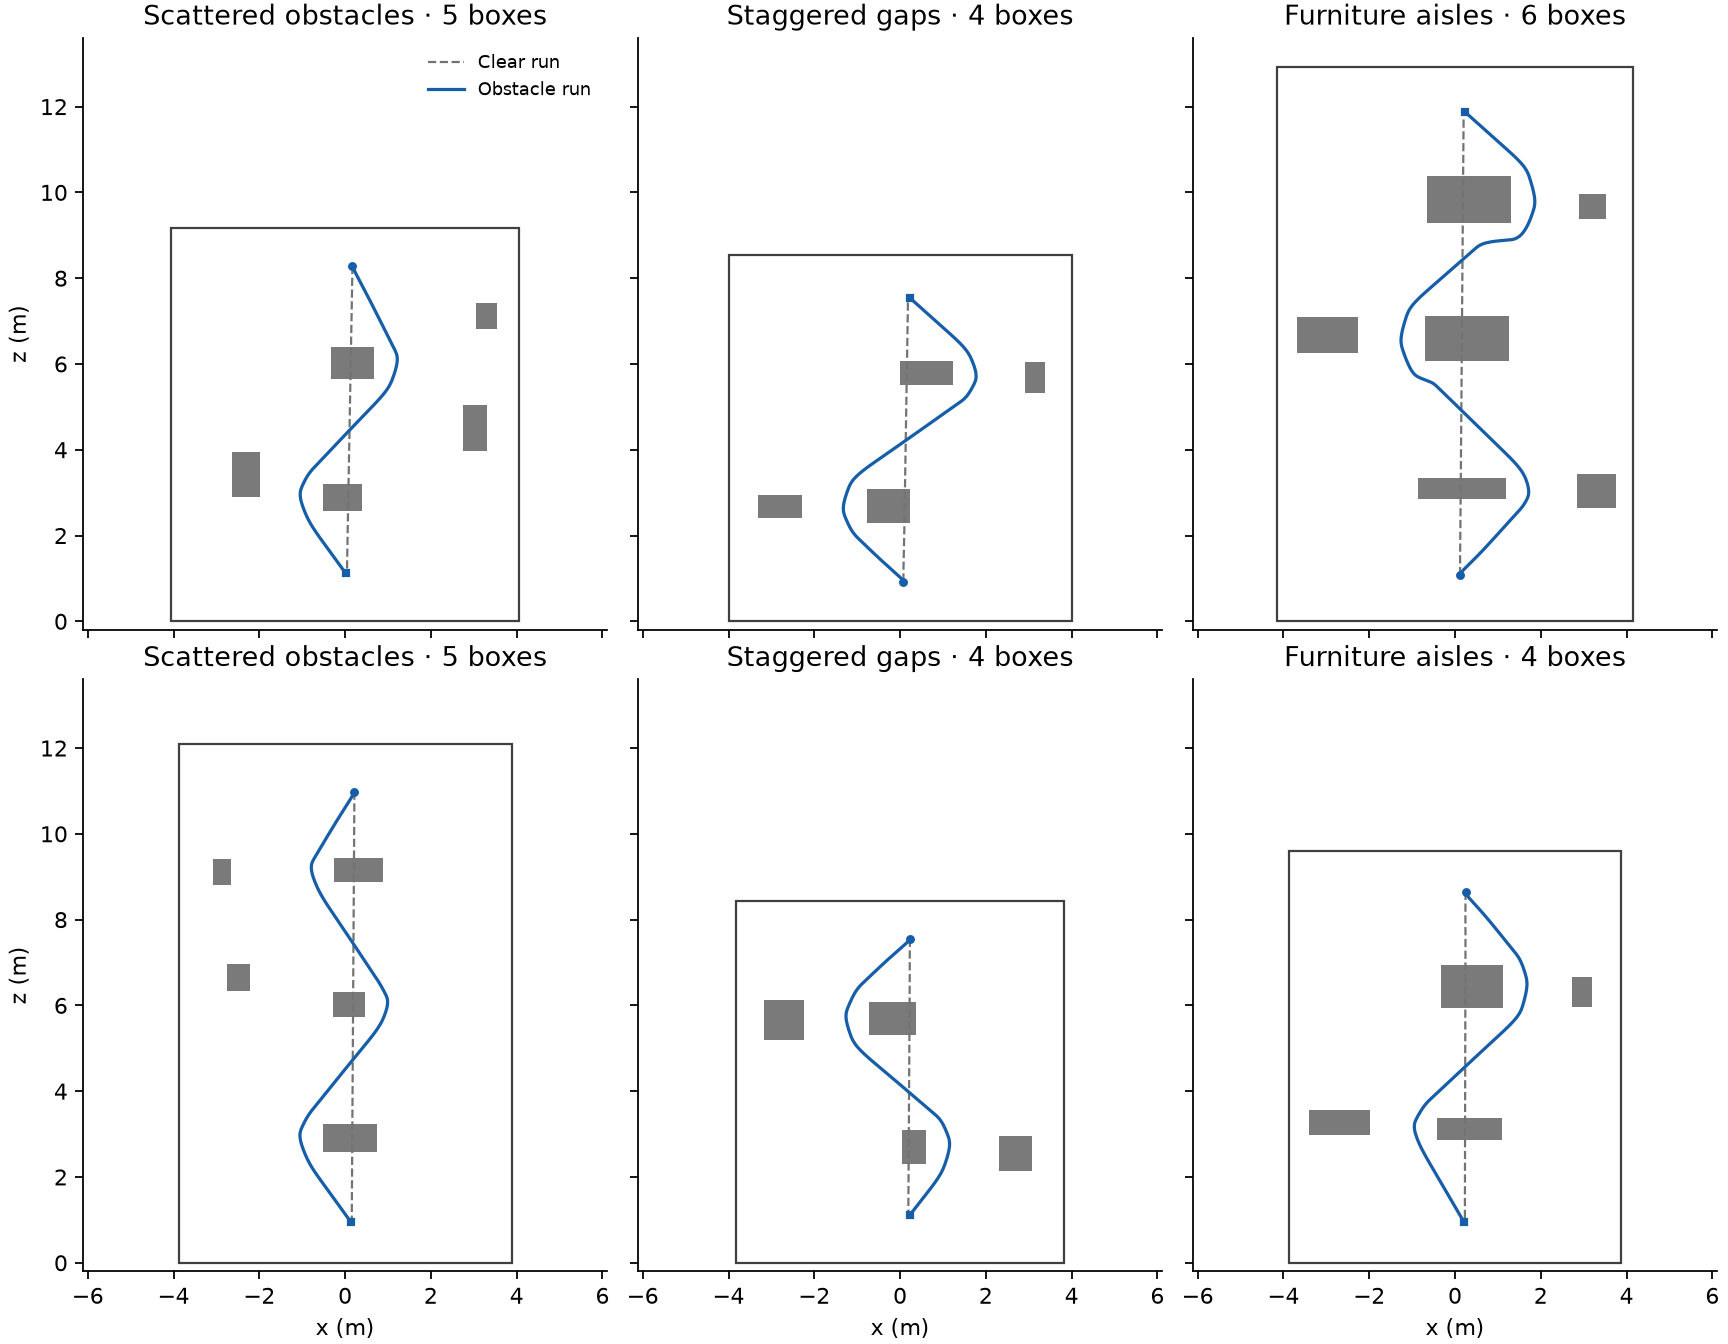 Scattered obstacles · 5 boxes
Staggered gaps · 4 boxes
Furniture aisles · 6 boxes
Clear run
Obstacle run
z (m)
12
10
8
6
4
2
0
Scattered obstacles · 5 boxes
Staggered gaps · 4 boxes
Furniture aisles · 4 boxes
z (m)
12
10
8
6
4
2
0
−6 −4 −2 0 2 4 6
−6 −4 −2 0 2 4 6
−6 −4 −2 0 2 4 6
x (m)
x (m)
x (m)